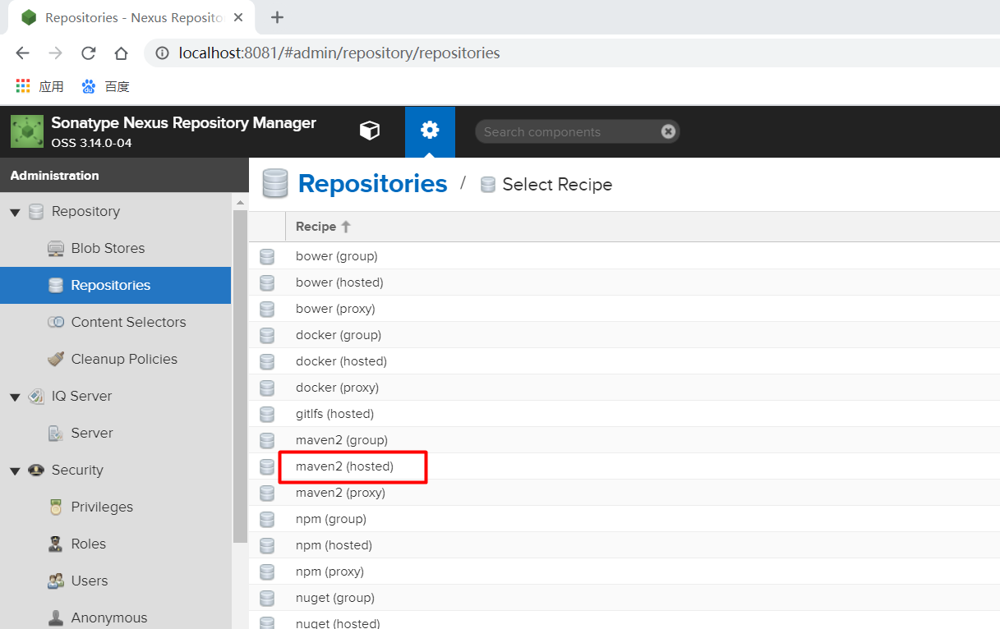 Repositories - Nexus Reposito
localhost:8081/#admin/repository/repositories
应用 百度
Sonatype Nexus Repository Manager
OSS 3.14.0-04
Search components
Administration
Repository
Blob Stores
Repositories
Content Selectors
Cleanup Policies
IQ Server
Server
Security
Privileges
Roles
Users
Anonymous
Repositories / Select Recipe
Recipe
bower (group)
bower (hosted)
bower (proxy)
docker (group)
docker (hosted)
docker (proxy)
gitlfs (hosted)
maven2 (group)
maven2 (hosted)
maven2 (proxy)
npm (group)
npm (hosted)
npm (proxy)
nuget (group)
nuget (hosted)